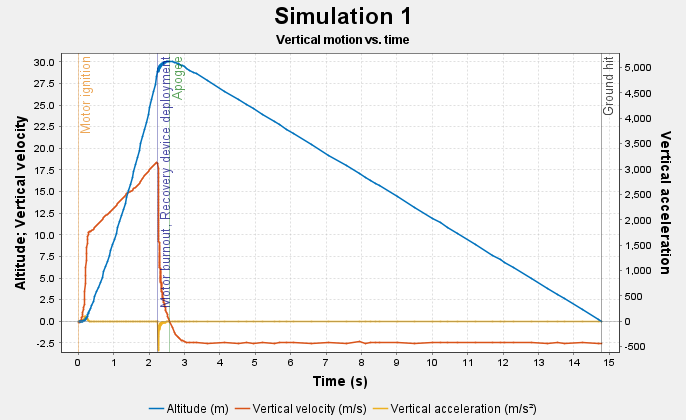 Simulation 1
Vertical motion vs. time
Altitude; Vertical velocity
30.0
27.5
25.0
22.5
20.0
17.5
15.0
12.5
10.0
7.5
5.0
2.5
0.0
-2.5
Motor ignition
Motor burnout, Recovery device deployment
Apogee
Ground hit
5,000
4,500
4,000
3,500
3,000
2,500
2,000
1,500
1,000
500
0
-500
Vertical acceleration
0 1 2 3 4 5 6 7 8 9 10 11 12 13 14 15
Time (s)
Altitude (m) Vertical velocity (m/s) Vertical acceleration (m/s²)